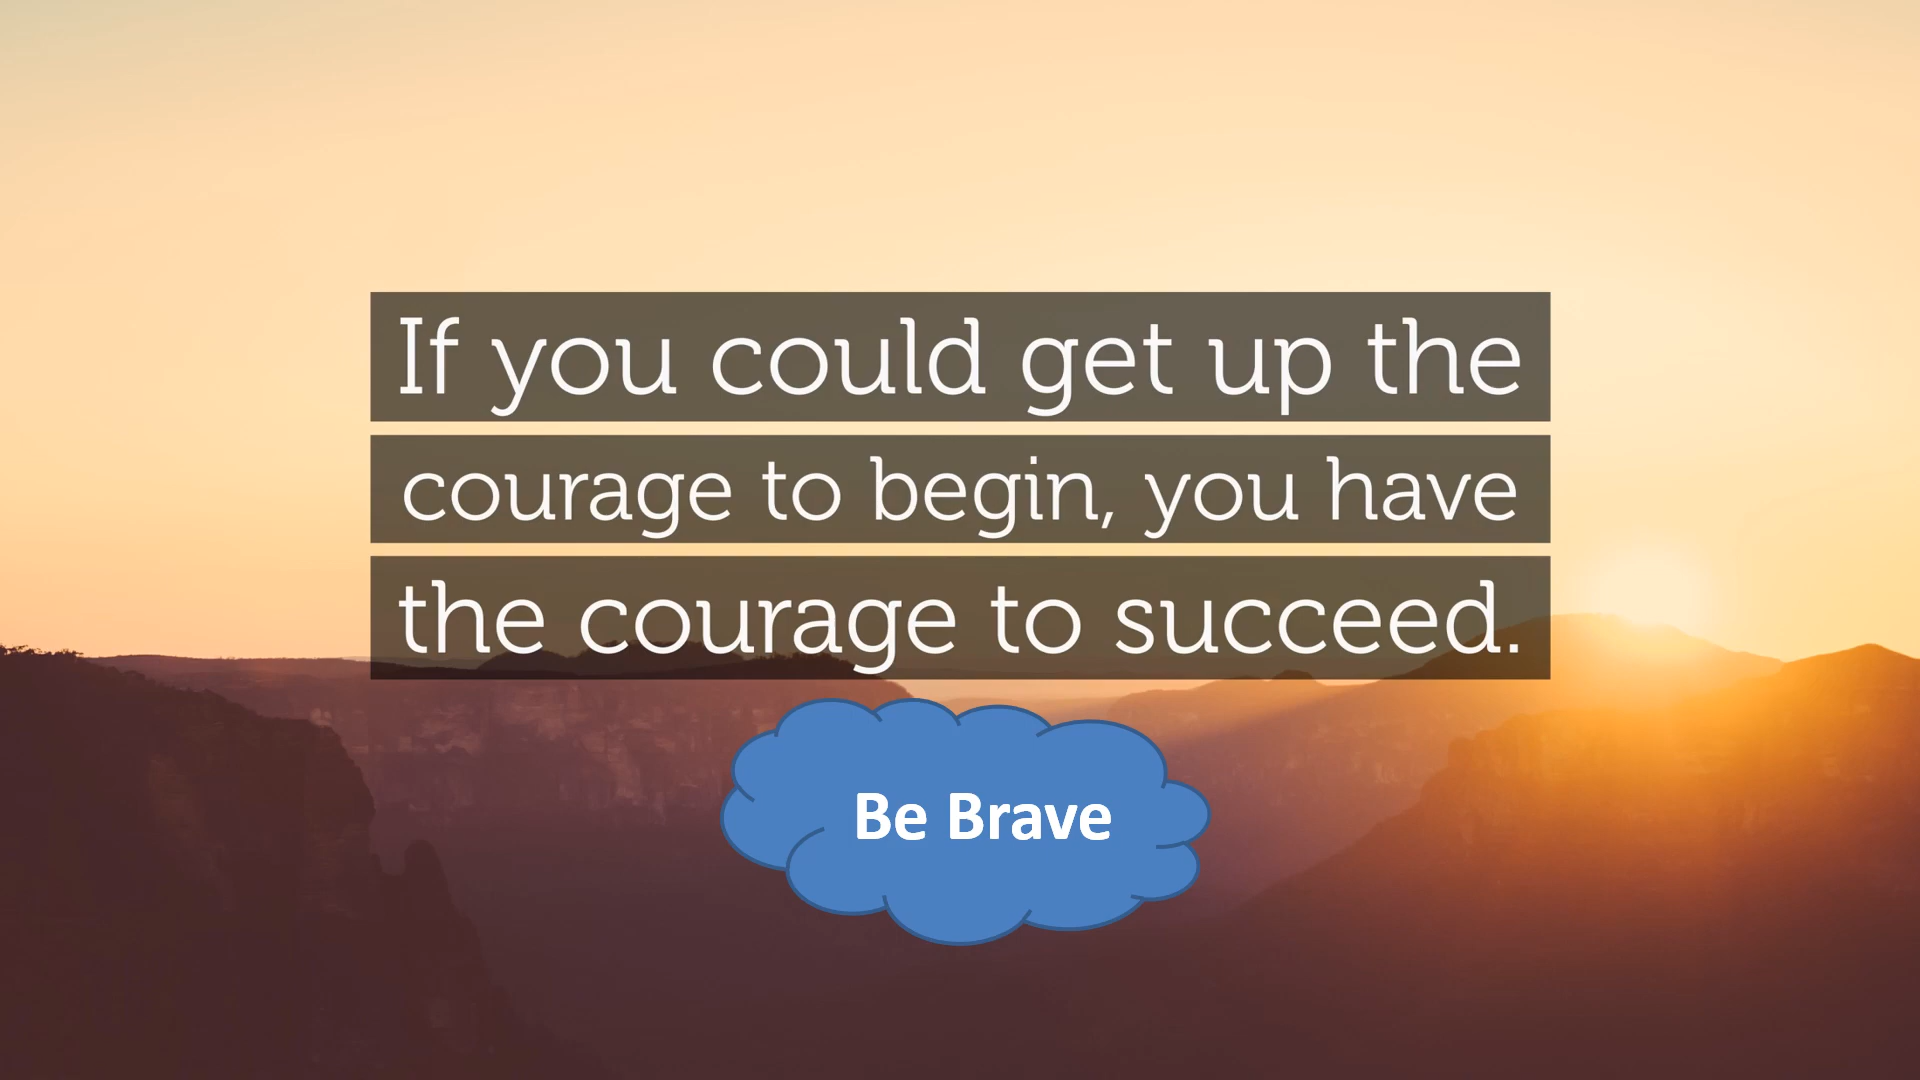 If you could get up the
courage to begin, you have
the courage to succeed.
Be Brave